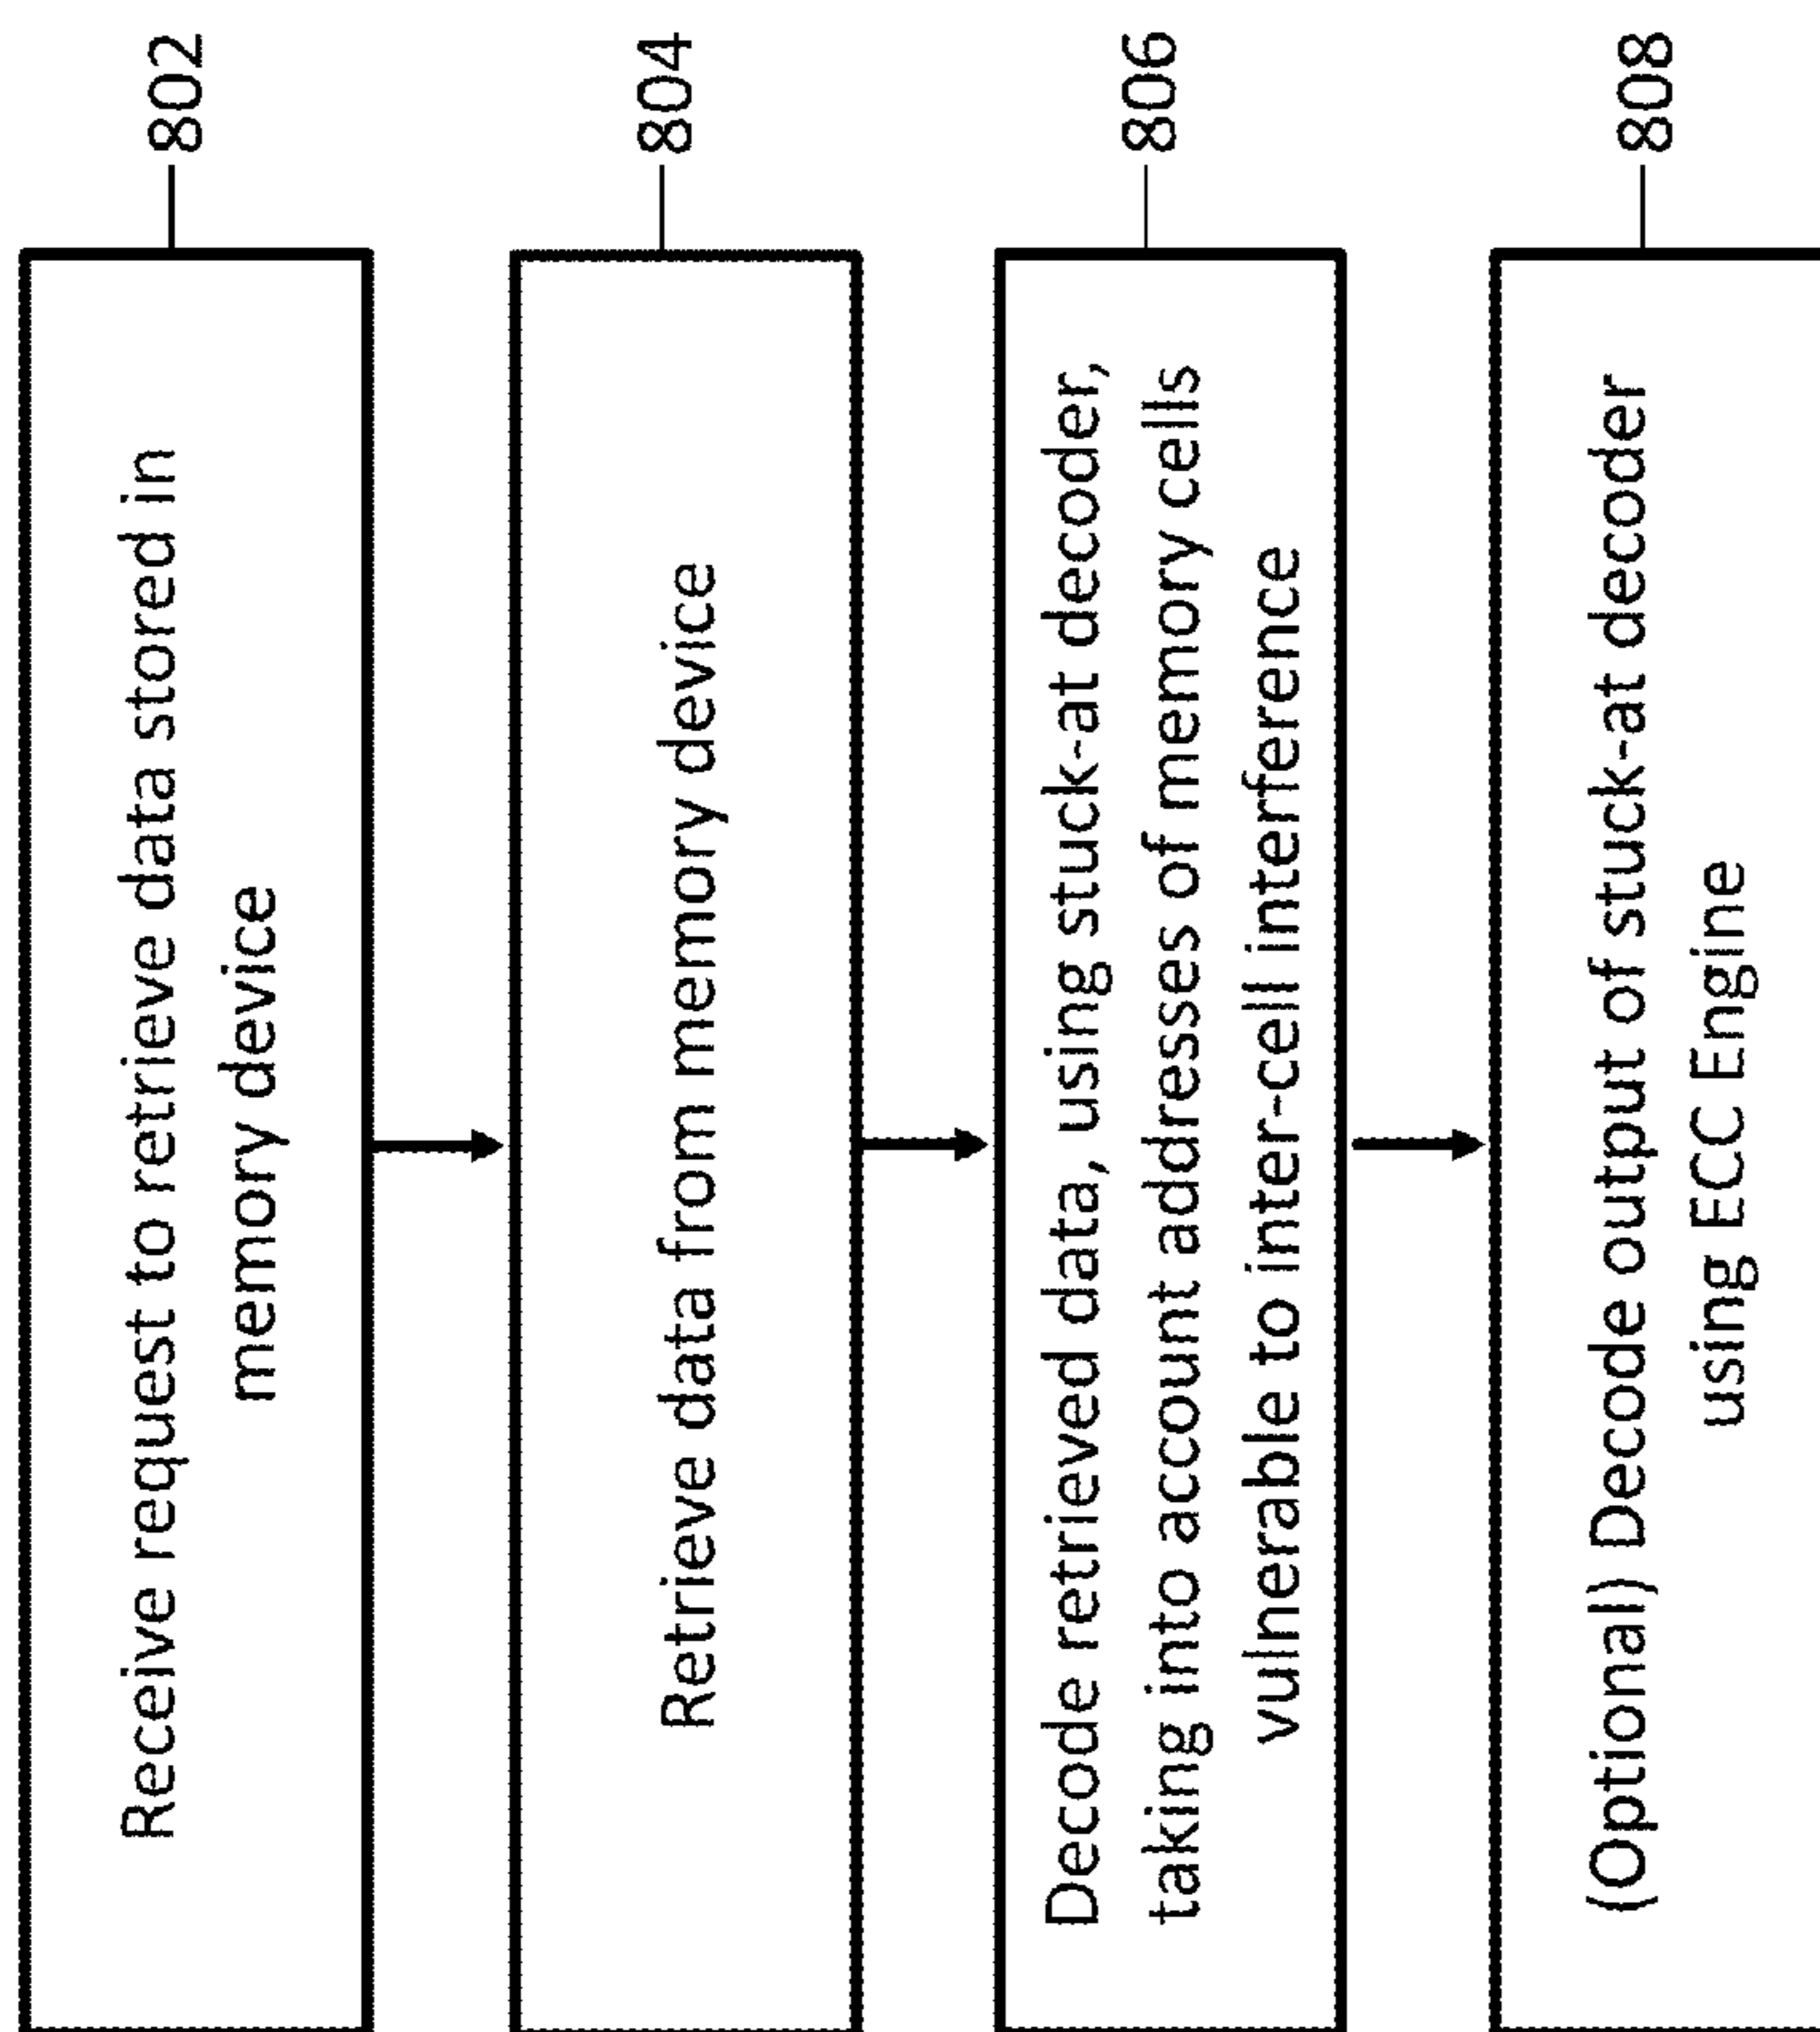 Receive request to retrieve data stored in
memory device
802
Retrieve data from memory device
804
Decode retrieved data, using stuck-at decoder,
taking into account addresses of memory cells
vulnerable to inter-cell interference
806
(Optional) Decode output of stuck-at decoder
using ECC Engine
808